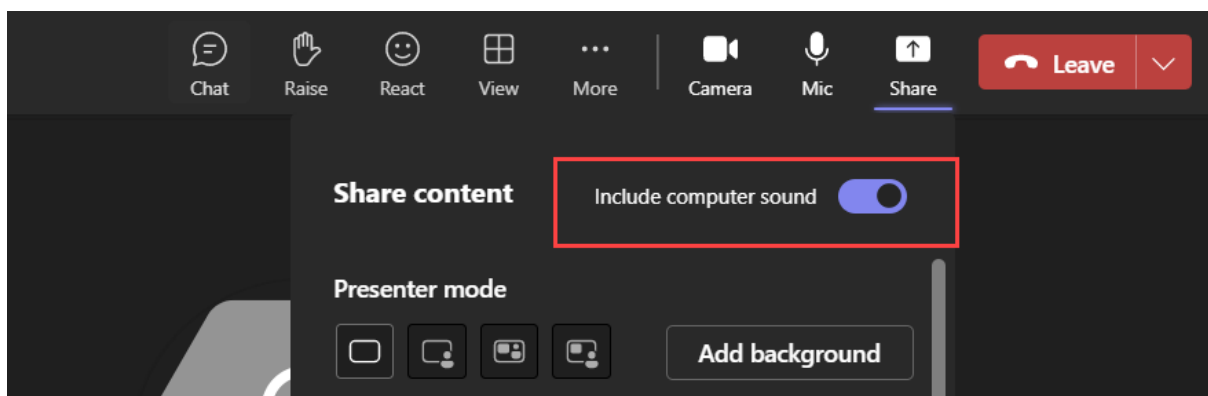 Chat Raise React View More Camera Mic Share Leave
Share content Include computer sound
Presenter mode
Add background